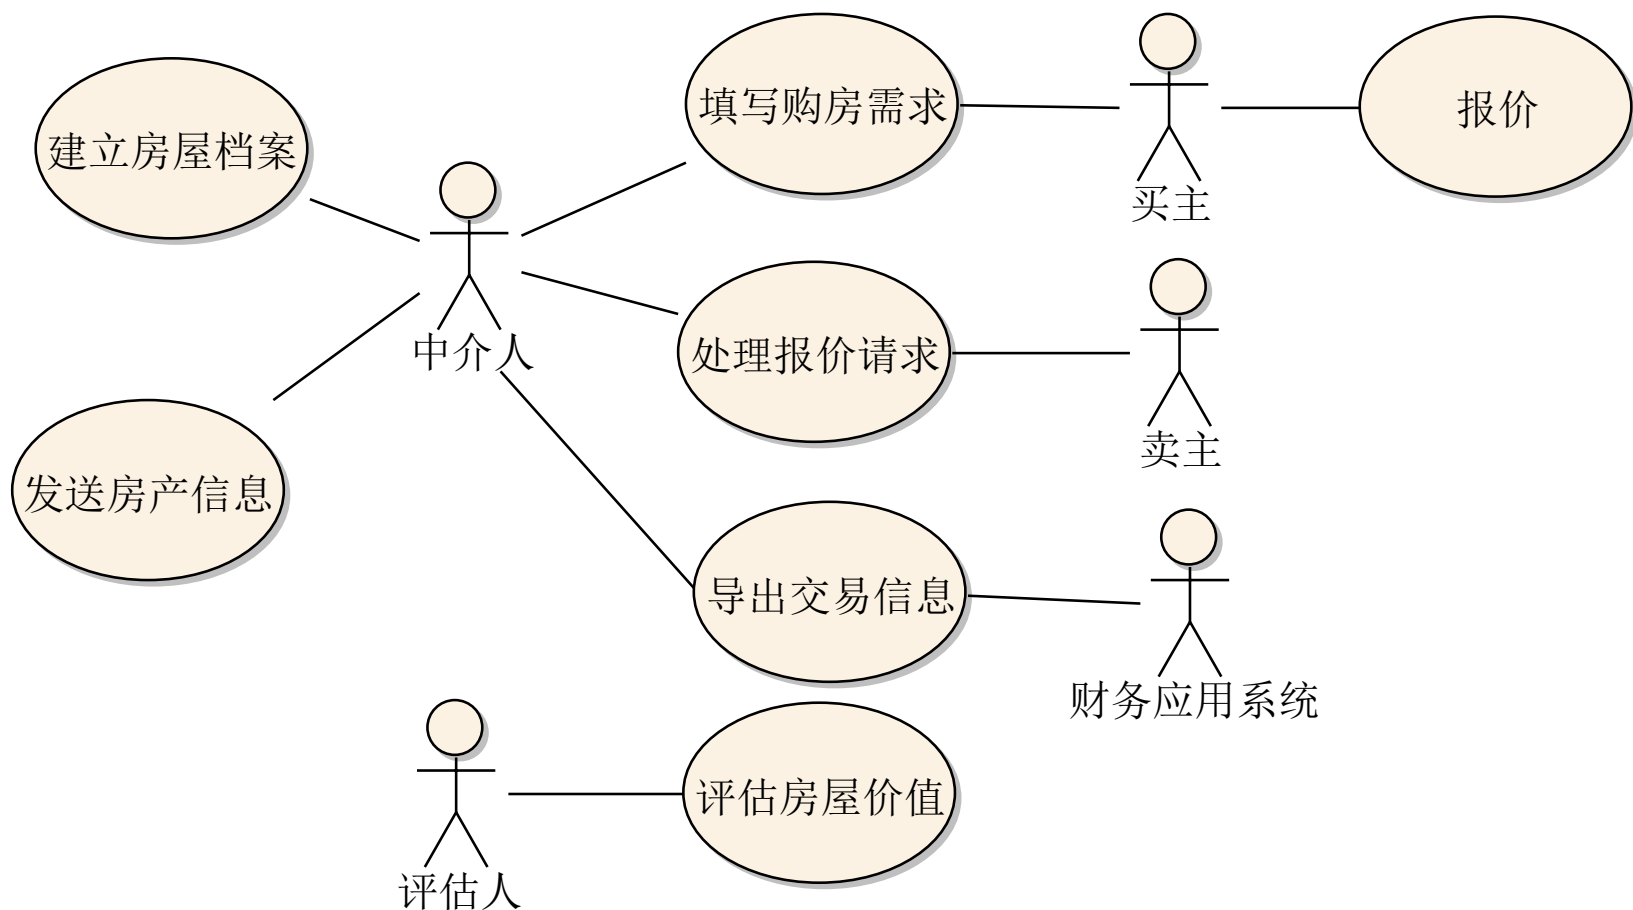 填写购房需求
报价
建立房屋档案
买主
中介人
处理报价请求
卖主
发送房产信息
导出交易信息
财务应用系统
评估房屋价值
评估人